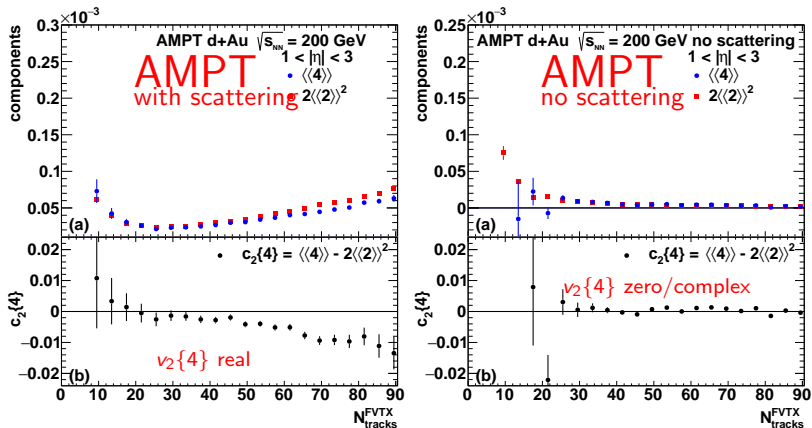 ×10⁻³
AMPT d+Au √s_NN = 200 GeV
1 < |η| < 3
⟨⟨4⟩⟩
2⟨⟨2⟩⟩²
AMPT
with scattering
components
0.3
0.25
0.2
0.15
0.1
0.05
(a)
c₂{4} = ⟨⟨4⟩⟩ - 2⟨⟨2⟩⟩²
v₂{4} real
c₂{4}
0.02
0.01
0
−0.01
−0.02
(b)
0 10 20 30 40 50 60 70 80 90
N^FVTX_tracks
×10⁻³
AMPT d+Au √s_NN = 200 GeV no scattering
1 < |η| < 3
⟨⟨4⟩⟩
2⟨⟨2⟩⟩²
AMPT
no scattering
components
0.25
0.2
0.15
0.1
0.05
0
(a)
c₂{4} = ⟨⟨4⟩⟩ - 2⟨⟨2⟩⟩²
v₂{4} zero/complex
c₂{4}
0.02
0.01
0
−0.01
−0.02
(b)
0 10 20 30 40 50 60 70 80 90
N^FVTX_tracks